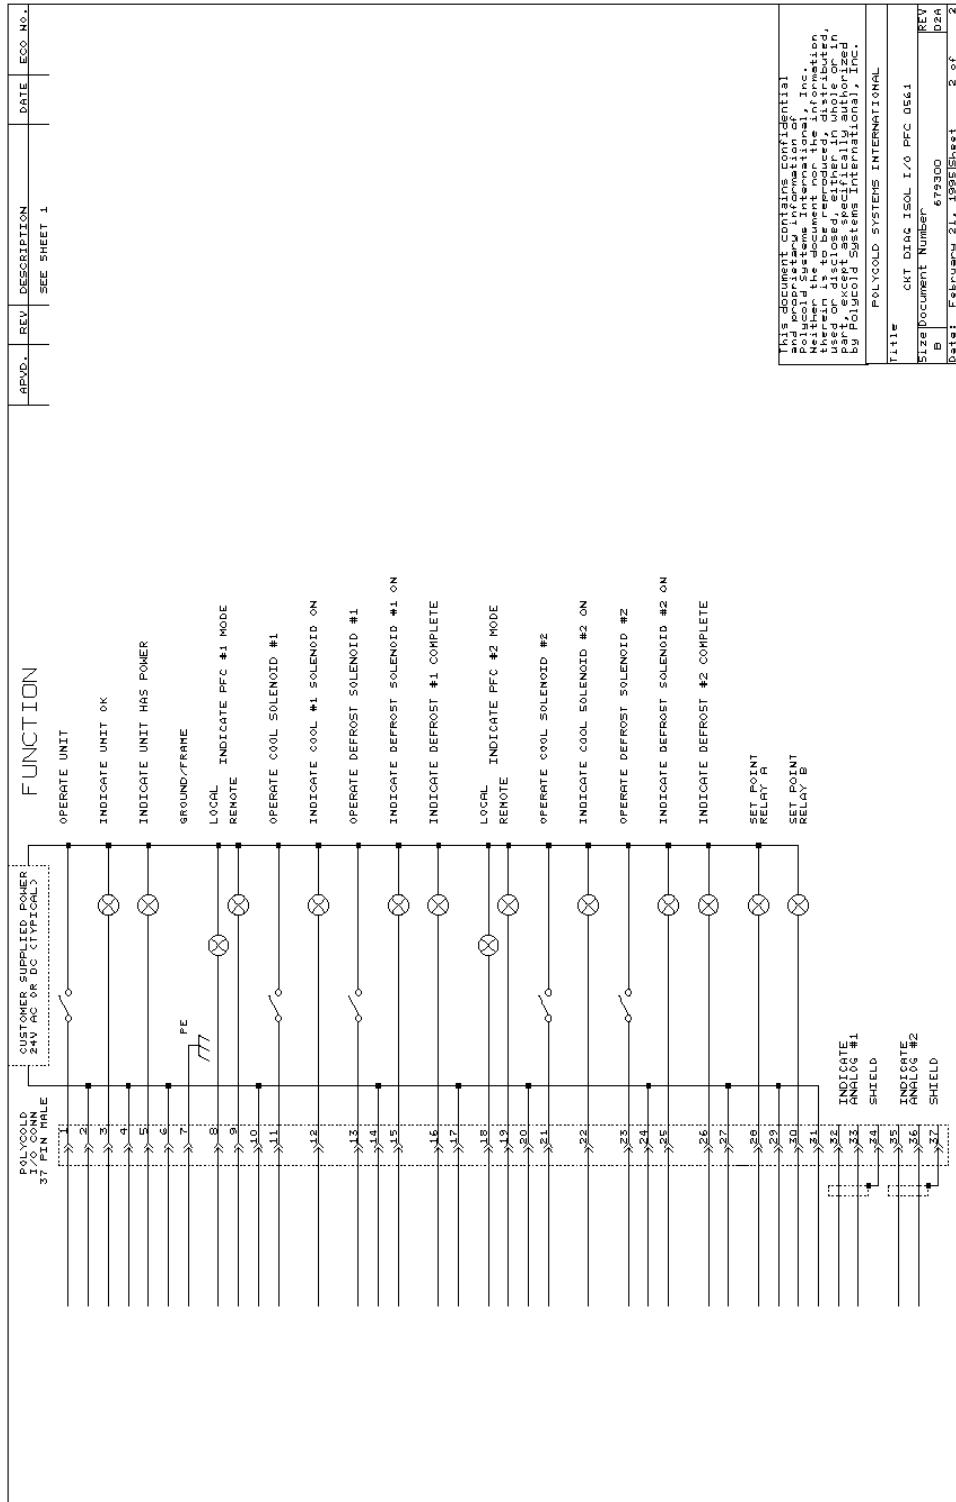 APVD. REV DESCRIPTION DATE ECO NO.
SEE SHEET 1
FUNCTION
CUSTOMER SUPPLIED POWER
24V AC OR DC (TYPICAL)
POLYCOLD
I/O CONN
37 PIN MALE
1 OPERATE UNIT
2
3 INDICATE UNIT OK
4
5 INDICATE UNIT HAS POWER
6
7 PE GROUND/FRAME
8 LOCAL
INDICATE PFC #1 MODE
9 REMOTE
10
11 OPERATE COOL SOLENOID #1
12 INDICATE COOL #1 SOLENOID ON
13 OPERATE DEFROST SOLENOID #1
14
15 INDICATE DEFROST SOLENOID #1 ON
16 INDICATE DEFROST #1 COMPLETE
17
18 LOCAL
INDICATE PFC #2 MODE
19 REMOTE
20
21 OPERATE COOL SOLENOID #2
22 INDICATE COOL SOLENOID #2 ON
23 OPERATE DEFROST SOLENOID #2
24
25 INDICATE DEFROST SOLENOID #2 ON
26 INDICATE DEFROST #2 COMPLETE
27
28 SET POINT
RELAY A
29
30 SET POINT
RELAY B
31
32 INDICATE
33 ANALOG #1
34 SHIELD
35 INDICATE
36 ANALOG #2
37 SHIELD
This document contains confidential
and proprietary information of
Polycold Systems International, Inc.
Neither the document nor the information
therein is to be reproduced, distributed,
used or disclosed, either in whole or in
part, except as specifically authorized
by Polycold Systems International, Inc.
POLYCOLD SYSTEMS INTERNATIONAL
Title
CKT DIAG ISOL I/O PFC 0561
Size Document Number REV
B 679300 D2A
Date: February 21, 1995 Sheet 2 of 2